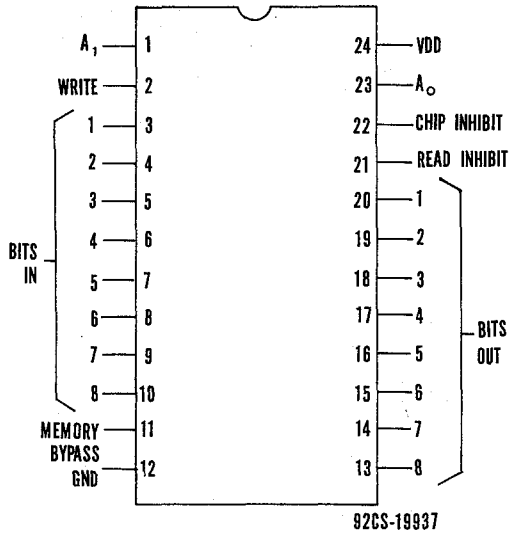 A1 1 24 VDD
WRITE 2 23 A0
1 3 22 CHIP INHIBIT
2 4 21 READ INHIBIT
3 5 20 1
4 6 19 2
BITS IN
5 7 18 3
6 8 17 4
BITS OUT
7 9 16 5
8 10 15 6
MEMORY BYPASS 11 14 7
GND 12 13 8
92CS-19937